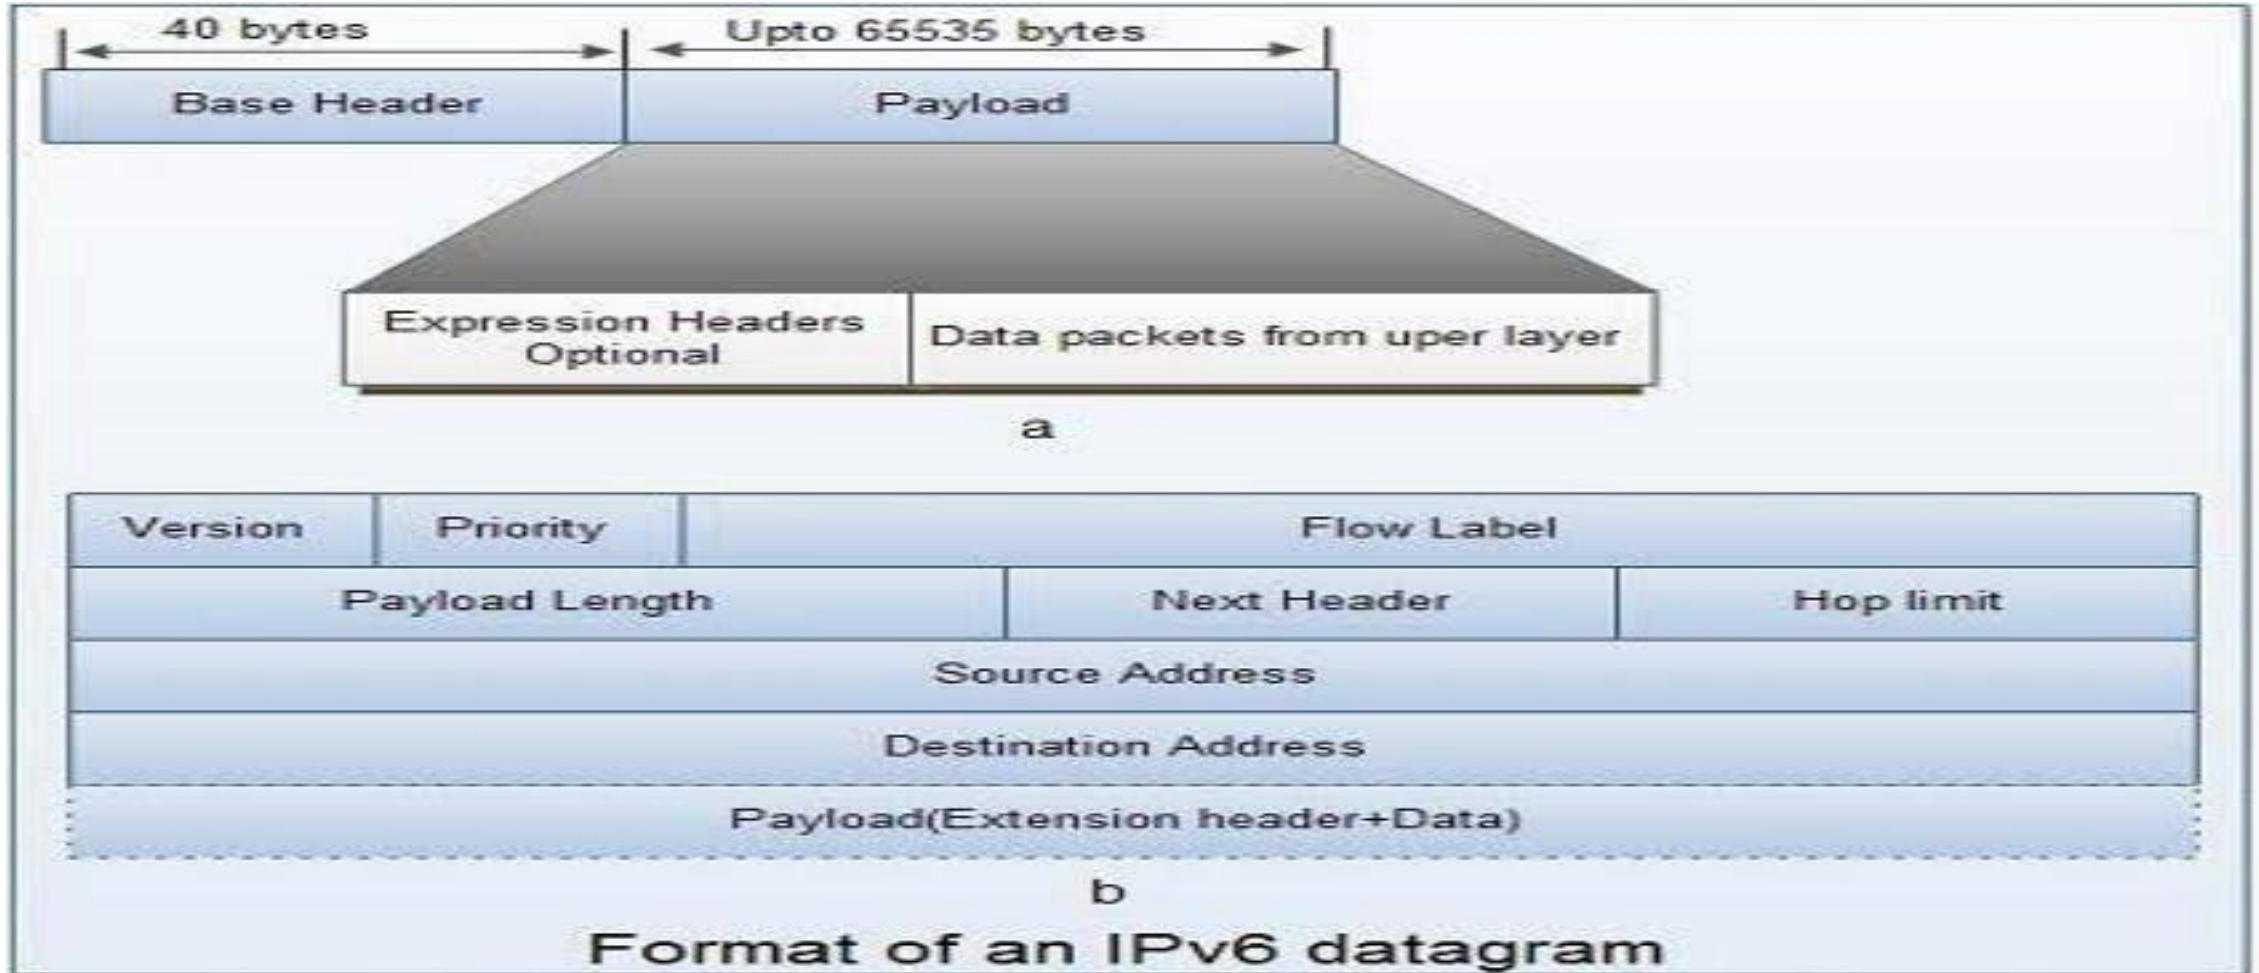 40 bytes
Upto 65535 bytes
Base Header
Payload
Expression Headers
Optional
Data packets from uper layer
a
Version
Priority
Flow Label
Payload Length
Next Header
Hop limit
Source Address
Destination Address
Payload(Extension header+Data)
b
Format of an IPv6 datagram